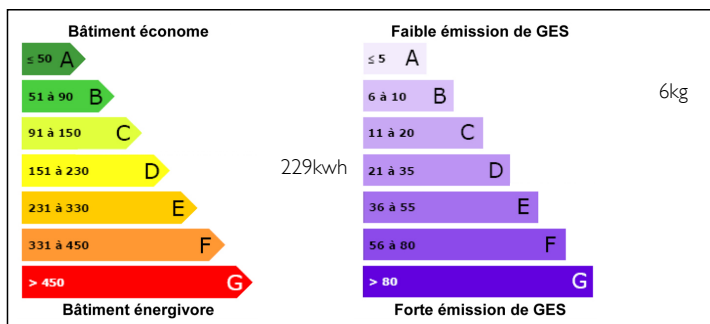 Bâtiment économe
≤ 50 A
51 à 90 B
91 à 150 C
151 à 230 D
229kwh
231 à 330 E
331 à 450 F
> 450 G
Bâtiment énergivore
Faible émission de GES
≤ 5 A
6 à 10 B
6kg
11 à 20 C
21 à 35 D
36 à 55 E
56 à 80 F
> 80 G
Forte émission de GES